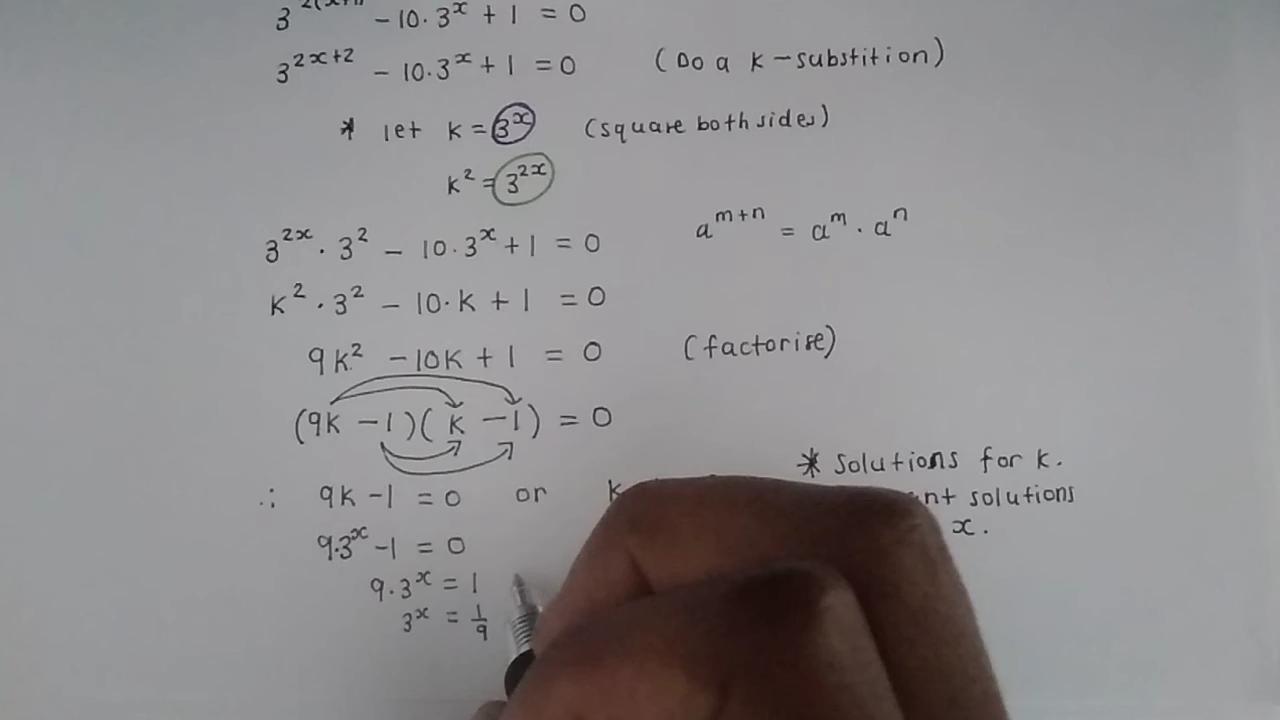 3^{2(x+1)} - 10.3^x + 1 = 0
3^{2x+2} - 10.3^x + 1 = 0 (Do a k-substition)
* let k = 3^x (square both sides)
k^2 = 3^{2x}
3^{2x} . 3^2 - 10.3^x + 1 = 0 a^{m+n} = a^m . a^n
k^2 . 3^2 - 10.k + 1 = 0
9k^2 - 10k + 1 = 0 (factorise)
(9k - 1)(k - 1) = 0
* solutions for k.
∴ 9k - 1 = 0 or k
solutions
x.
9.3^x - 1 = 0
9.3^x = 1
3^x = 1/9